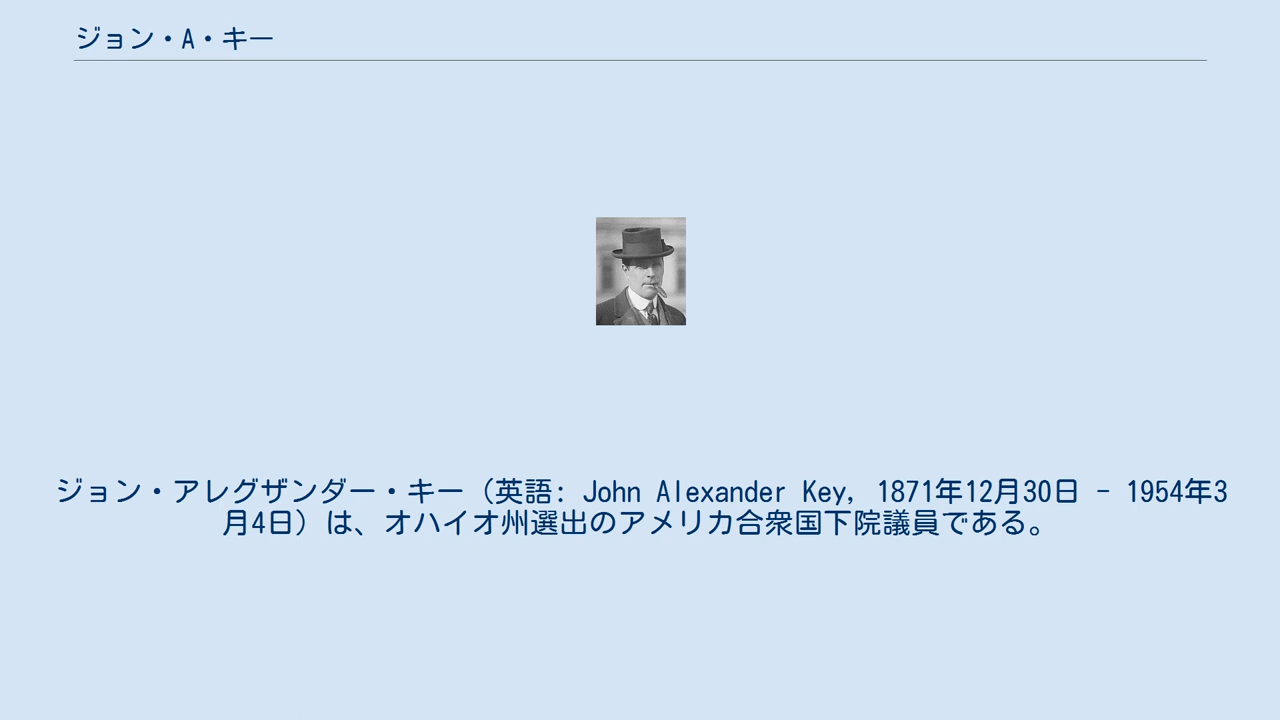 ジョン・A・キー
ジョン・アレグザンダー・キー（英語: John Alexander Key, 1871年12月30日 - 1954年3
月4日）は、オハイオ州選出のアメリカ合衆国下院議員である。